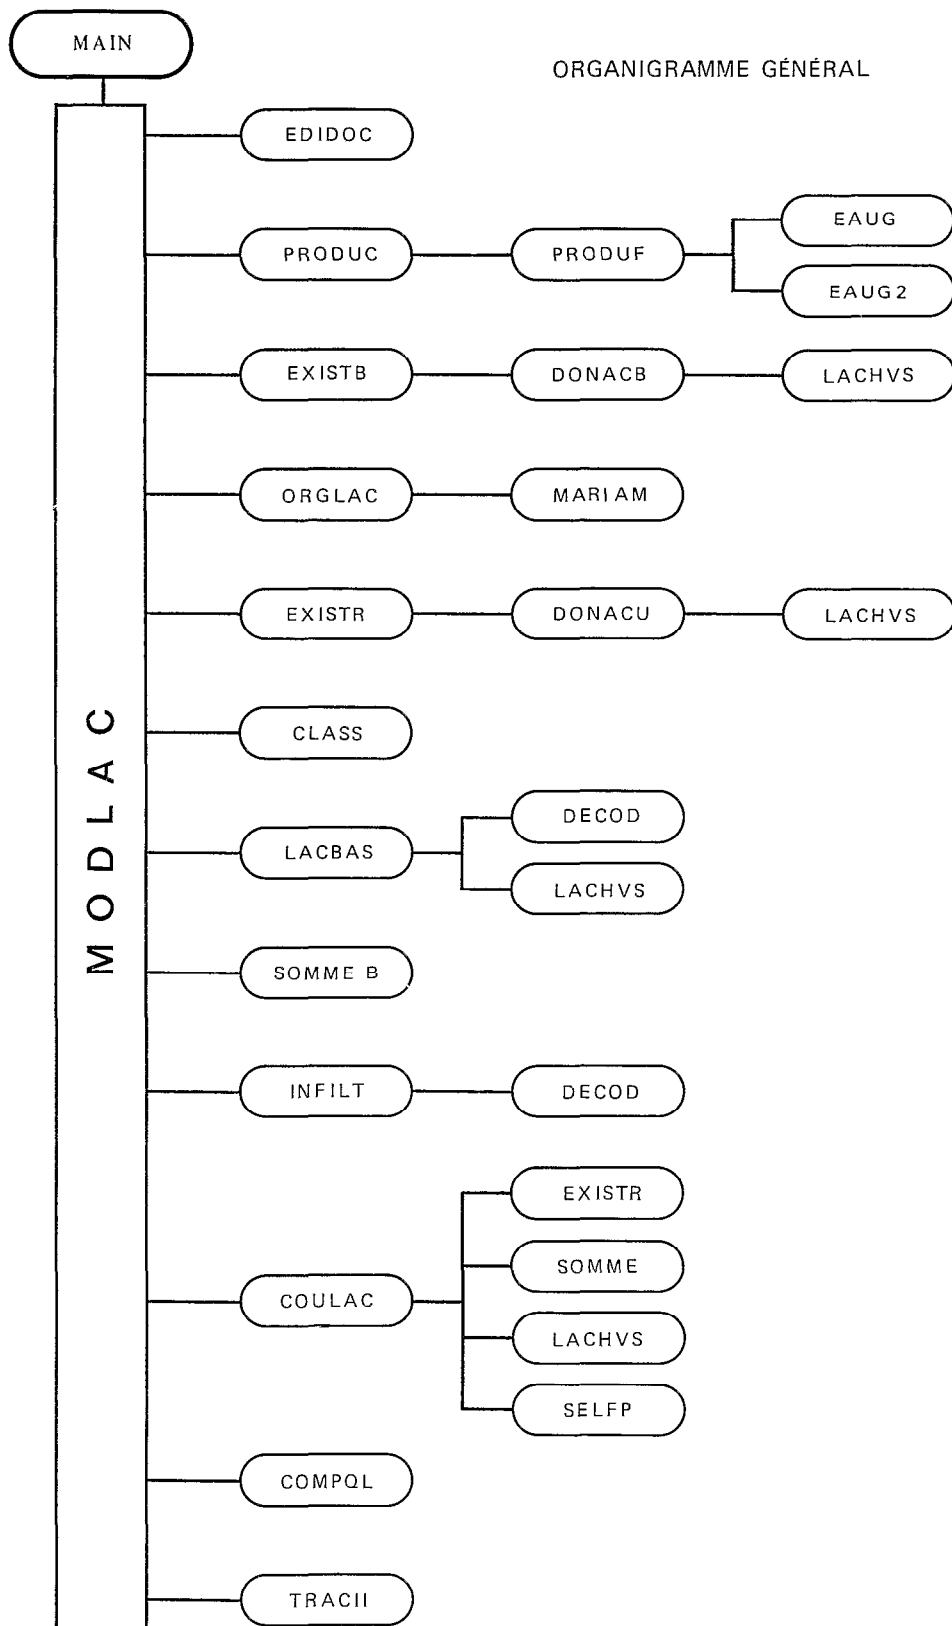 MAIN
ORGANIGRAMME GÉNÉRAL
MODLAC
EDIDOC
PRODUC
PRODUF
EAUG
EAUG2
EXISTB
DONACB
LACHVS
ORGLAC
MARIAM
EXISTR
DONACU
LACHVS
CLASS
LACBAS
DECOD
LACHVS
SOMME B
INFILT
DECOD
COULAC
EXISTR
SOMME
LACHVS
SELFP
COMPQL
TRACII